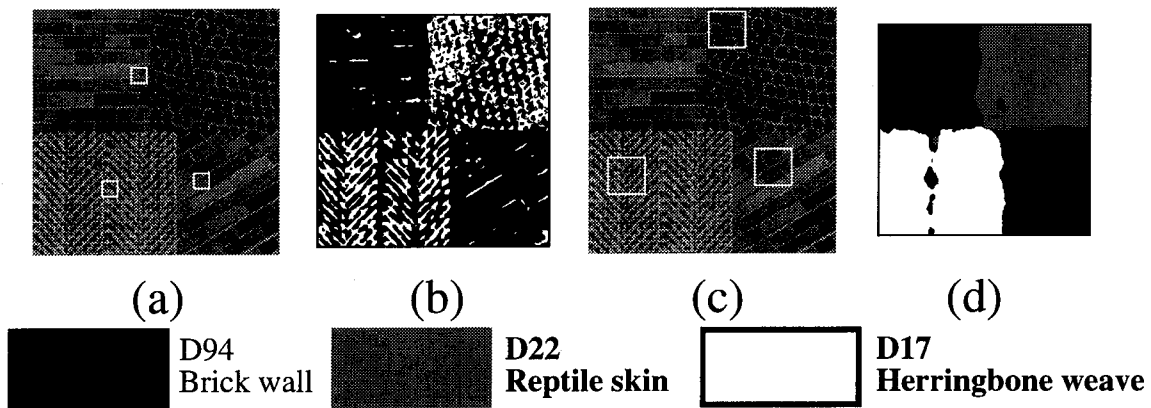 (a) (b) (c) (d)
D94 D22 D17
Brick wall Reptile skin Herringbone weave